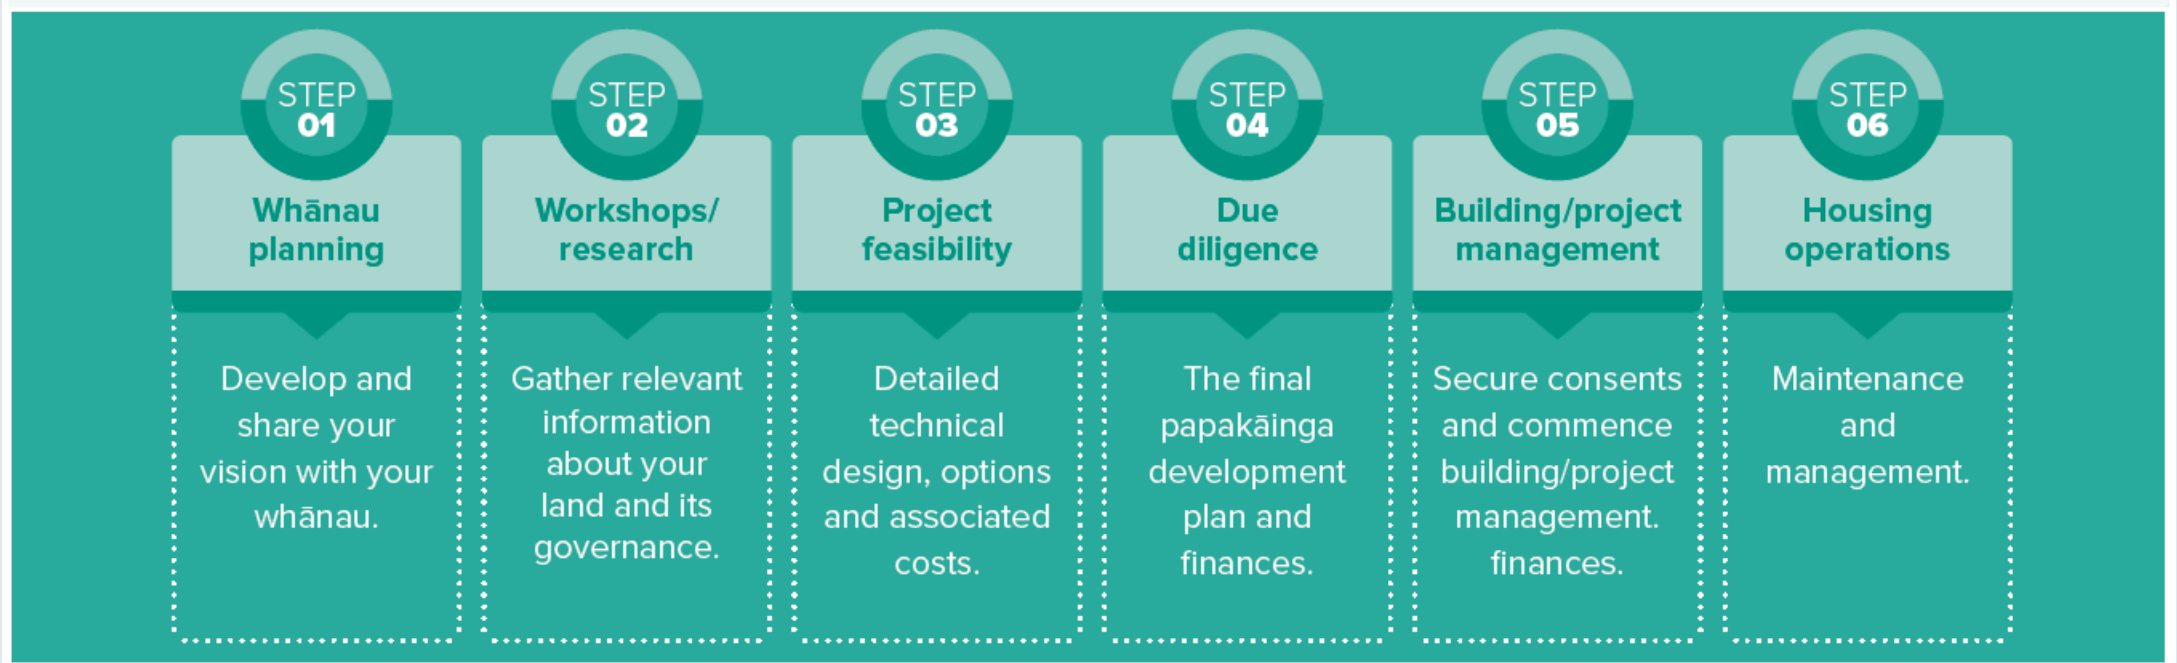 STEP
01
Whānau
planning
Develop and
share your
vision with your
whānau.
STEP
02
Workshops/
research
Gather relevant
information
about your
land and its
governance.
STEP
03
Project
feasibility
Detailed
technical
design, options
and associated
costs.
STEP
04
Due
diligence
The final
papakāinga
development
plan and
finances.
STEP
05
Building/project
management
Secure consents
and commence
building/project
management.
finances.
STEP
06
Housing
operations
Maintenance
and
management.